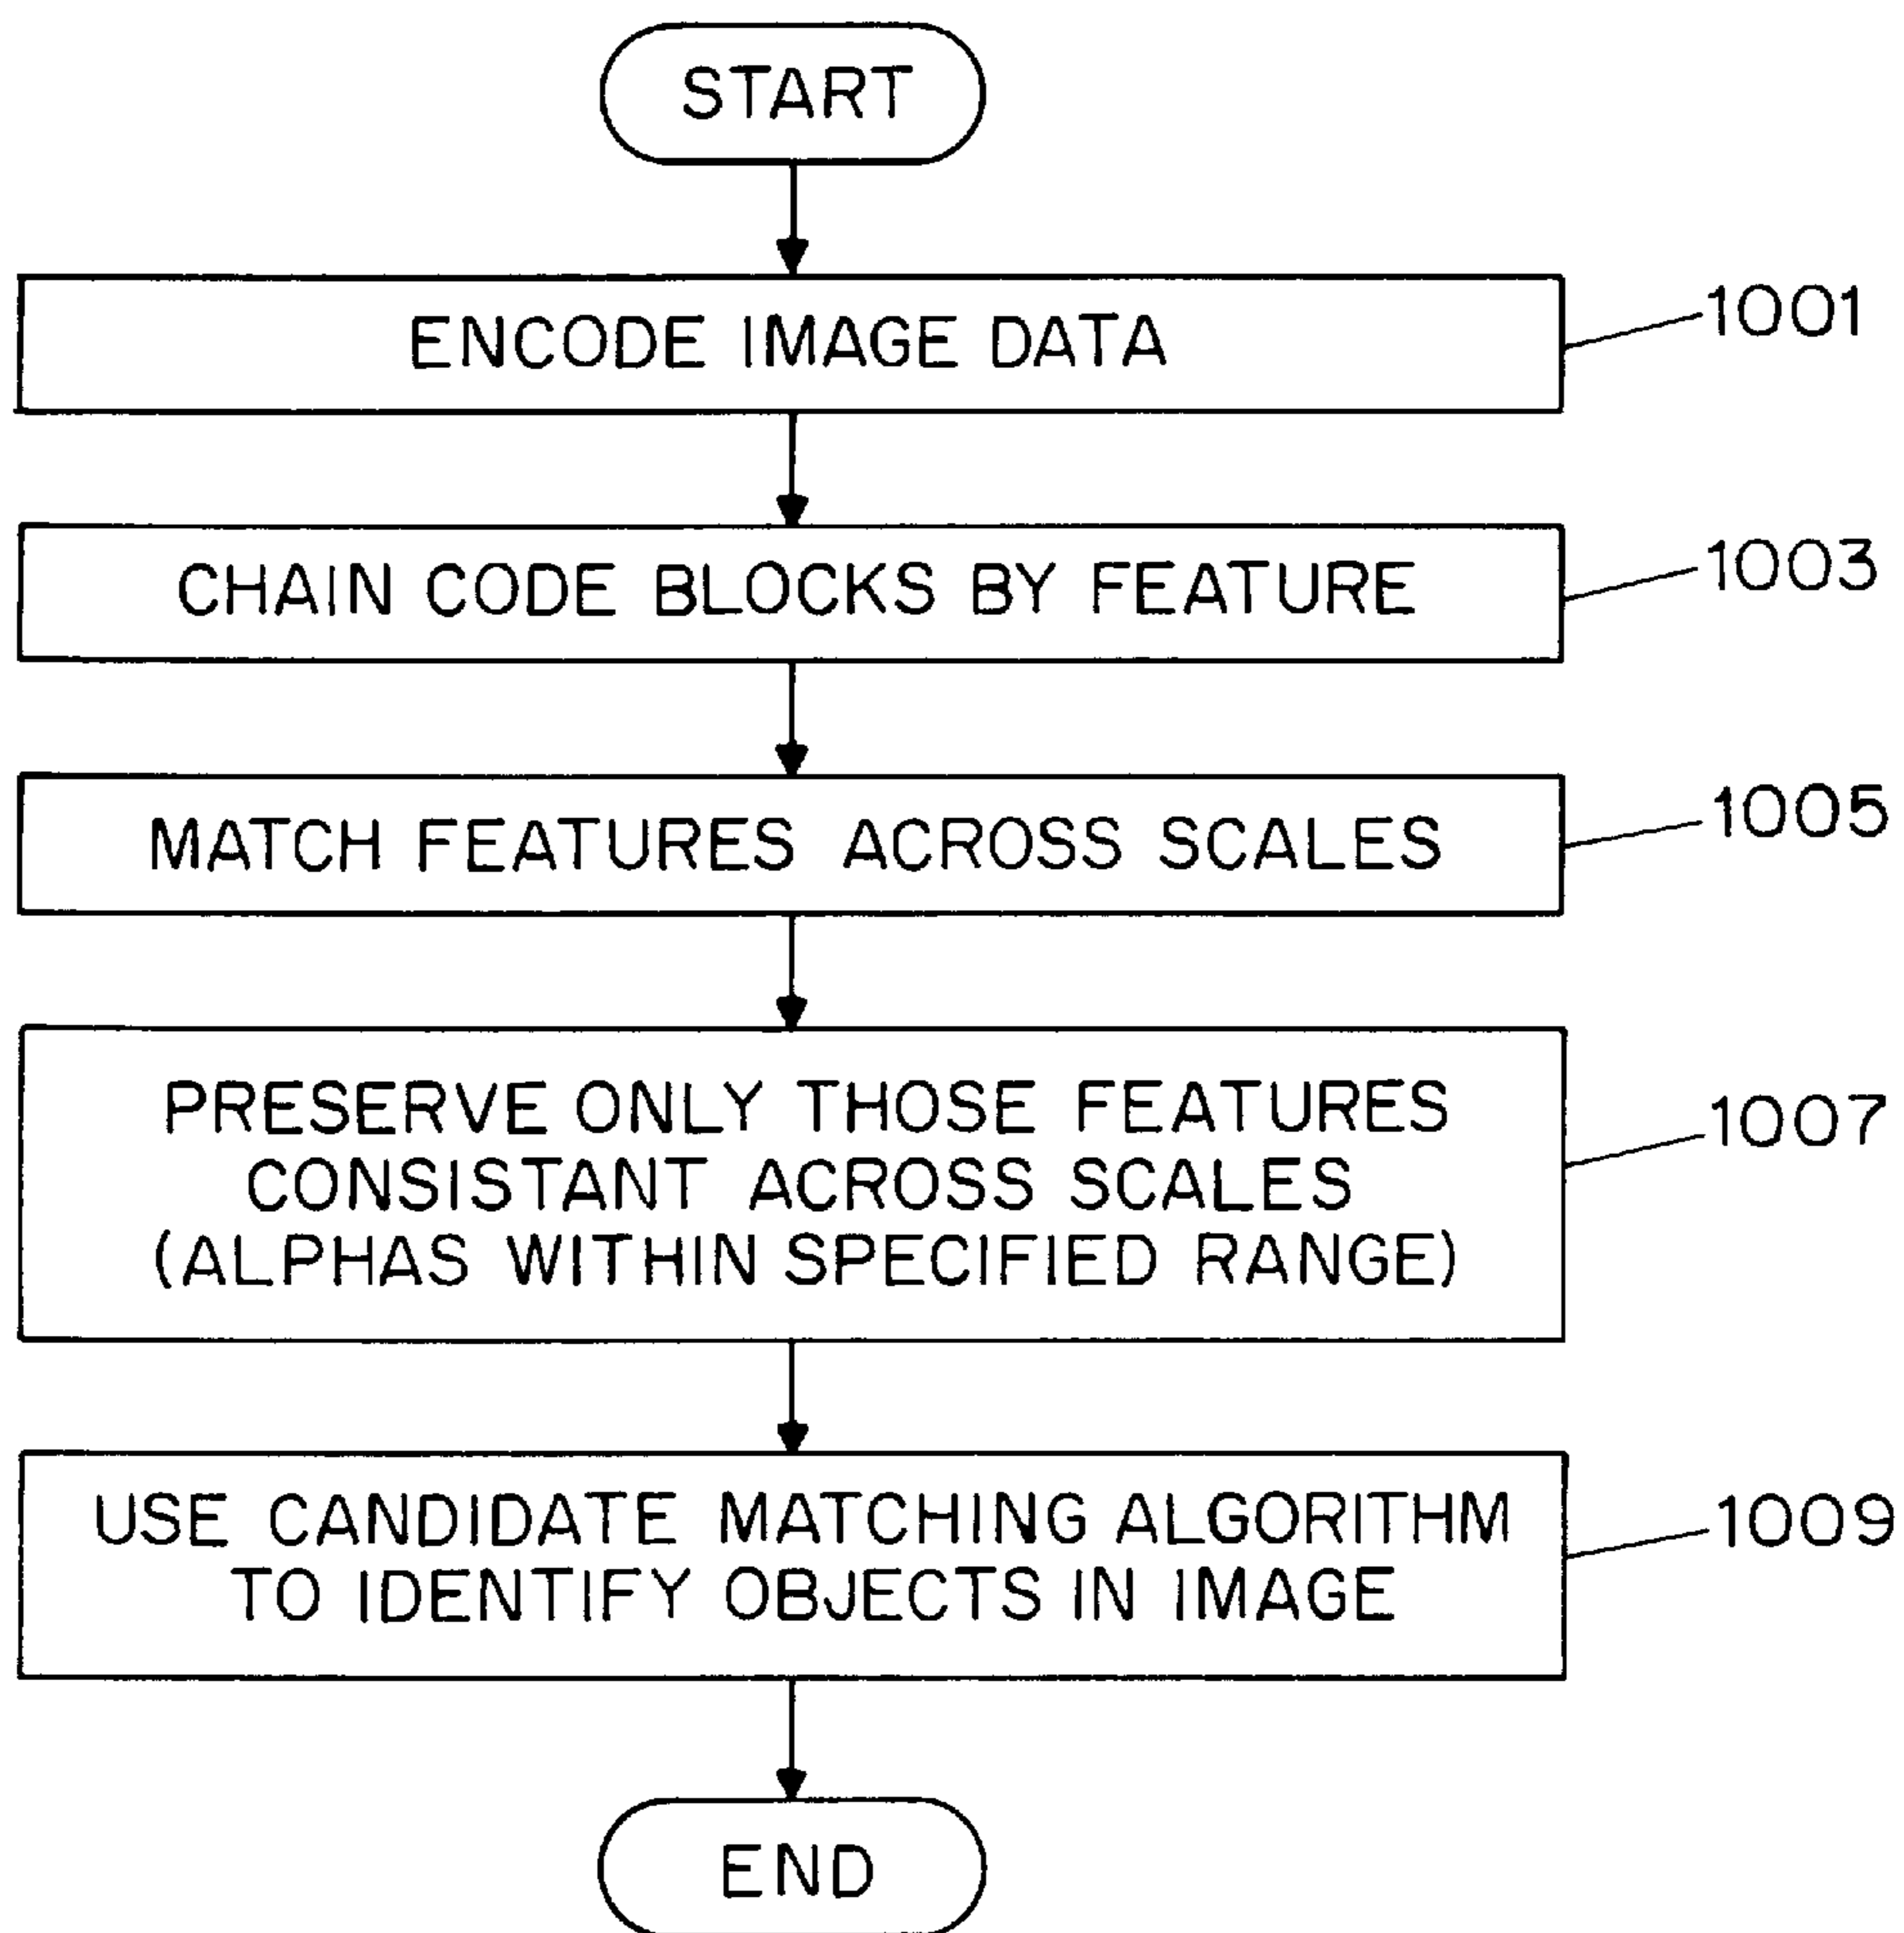 START
ENCODE IMAGE DATA
1001
CHAIN CODE BLOCKS BY FEATURE
1003
MATCH FEATURES ACROSS SCALES
1005
PRESERVE ONLY THOSE FEATURES
CONSISTANT ACROSS SCALES
(ALPHAS WITHIN SPECIFIED RANGE)
1007
USE CANDIDATE MATCHING ALGORITHM
TO IDENTIFY OBJECTS IN IMAGE
1009
END